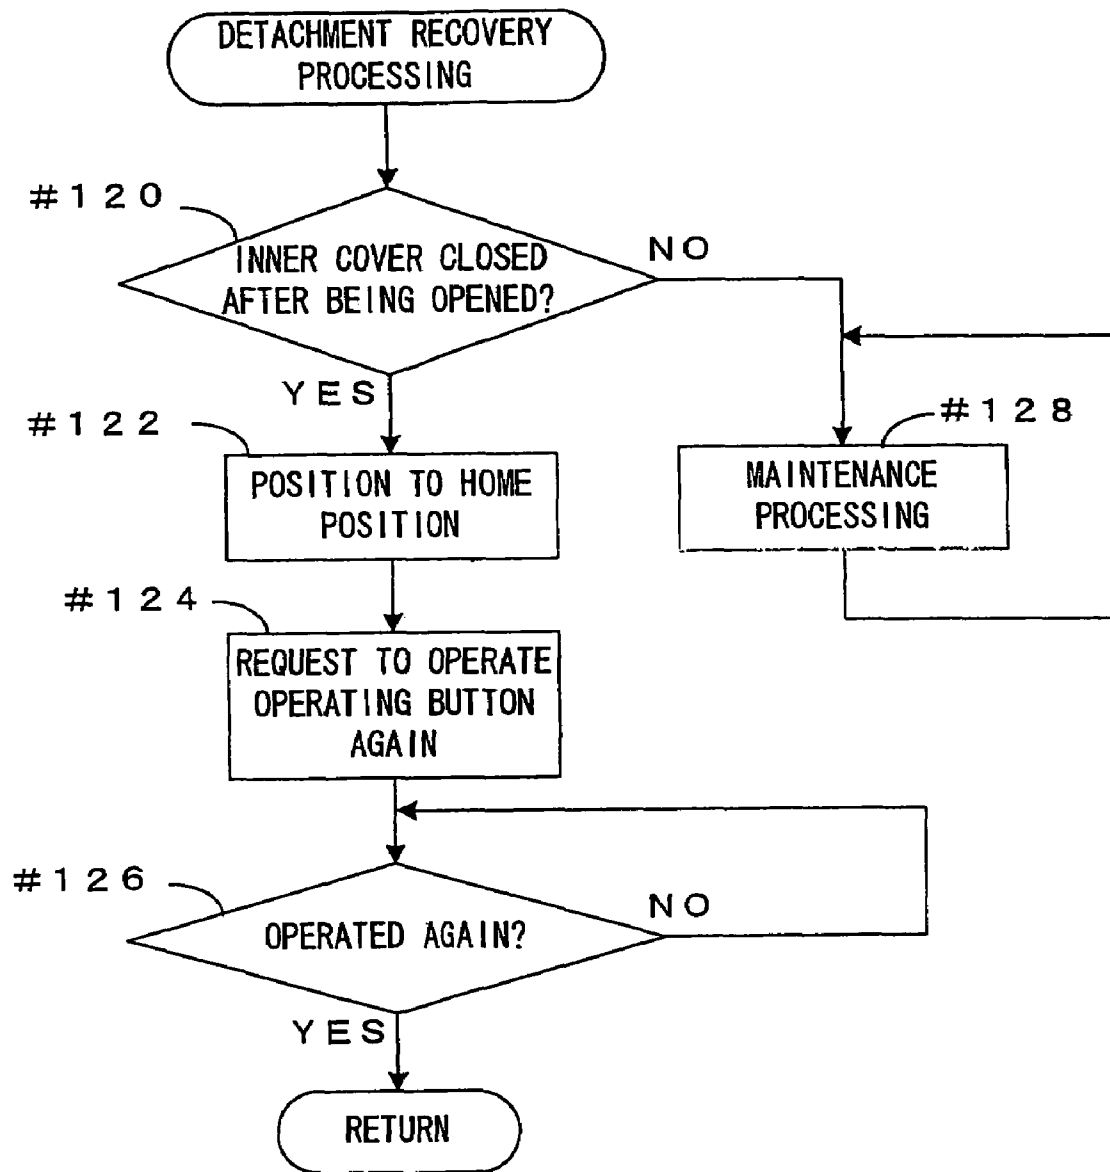 DETACHMENT RECOVERY
PROCESSING
#120
INNER COVER CLOSED
AFTER BEING OPENED?
NO
YES
#122
POSITION TO HOME
POSITION
#128
MAINTENANCE
PROCESSING
#124
REQUEST TO OPERATE
OPERATING BUTTON
AGAIN
#126
OPERATED AGAIN?
NO
YES
RETURN